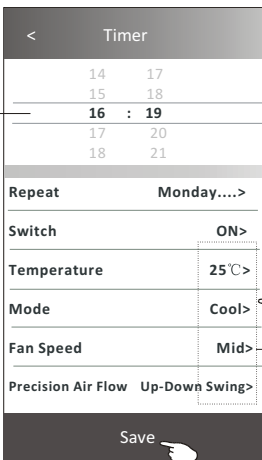 < Timer
14 17
15 18
16 : 19
17 20
18 21
Repeat Monday....>
Switch ON>
Temperature 25℃>
Mode Cool>
Fan Speed Mid>
Precision Air Flow Up-Down Swing>
Save